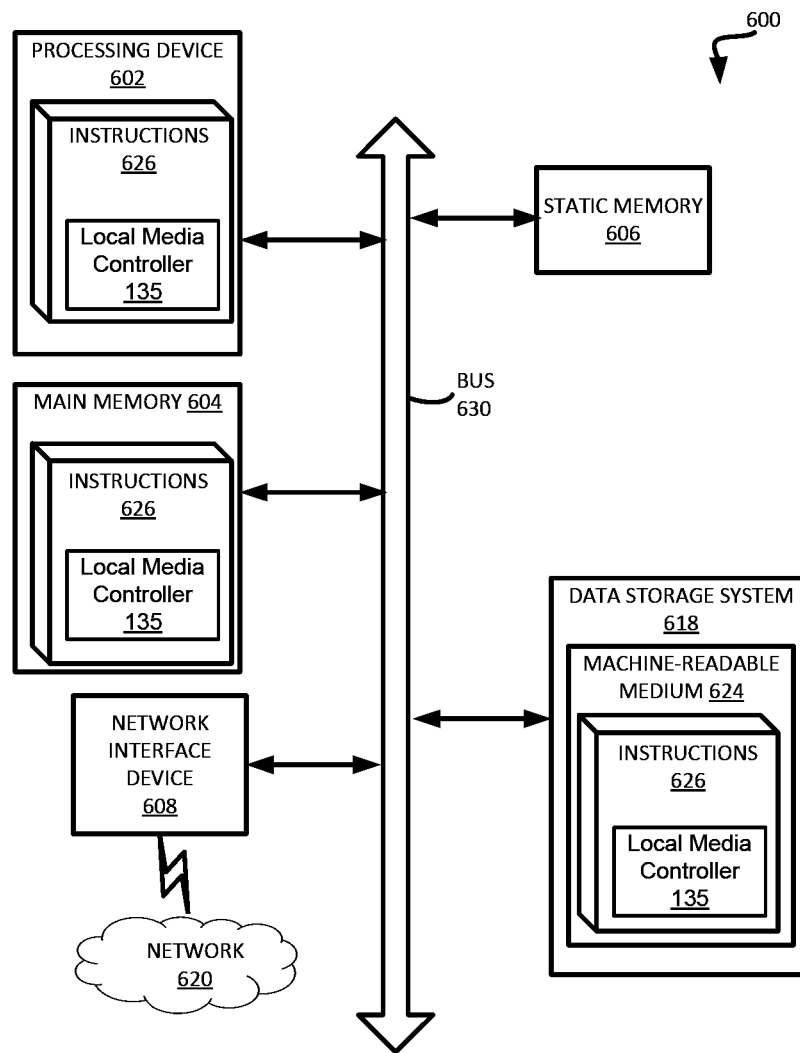 600
PROCESSING DEVICE
602
INSTRUCTIONS
626
Local Media
Controller
135
STATIC MEMORY
606
BUS
630
MAIN MEMORY 604
INSTRUCTIONS
626
Local Media
Controller
135
DATA STORAGE SYSTEM
618
MACHINE-READABLE
MEDIUM 624
INSTRUCTIONS
626
Local Media
Controller
135
NETWORK
INTERFACE
DEVICE
608
NETWORK
620